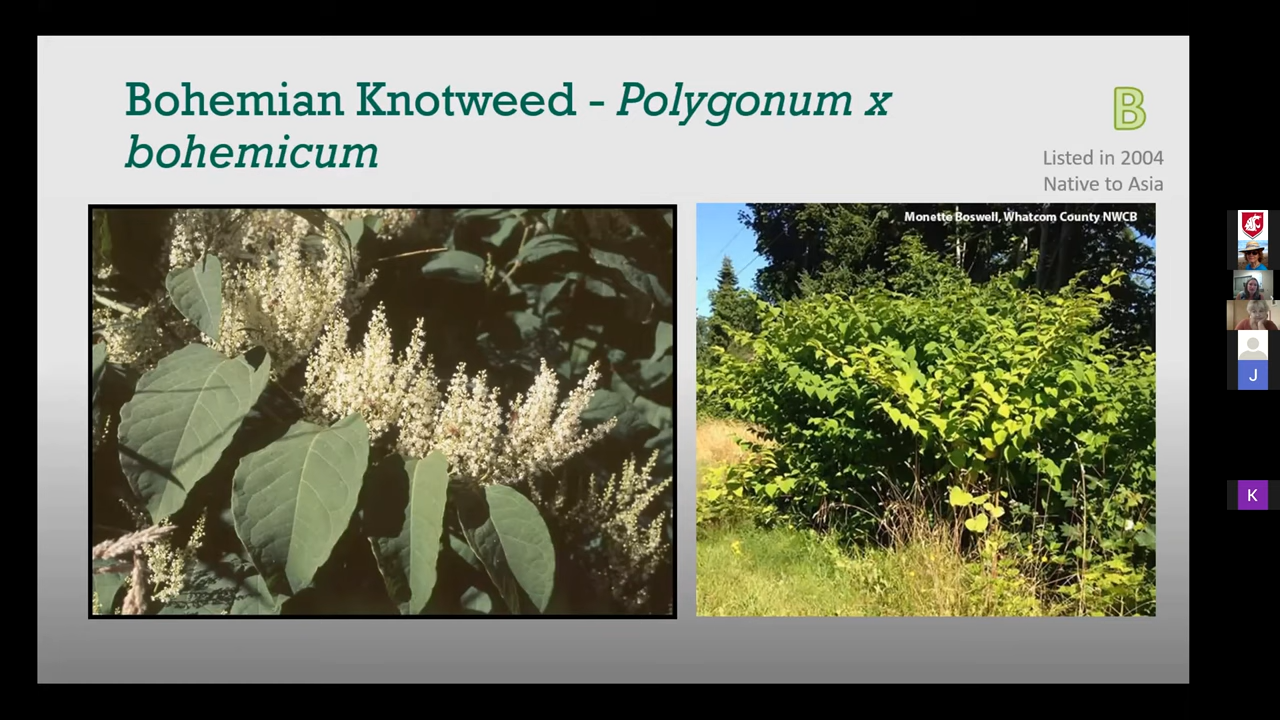 Bohemian Knotweed - Polygonum x
bohemicum
B
Listed in 2004
Native to Asia
Monette Boswell, Whatcom County NWCB
J
K